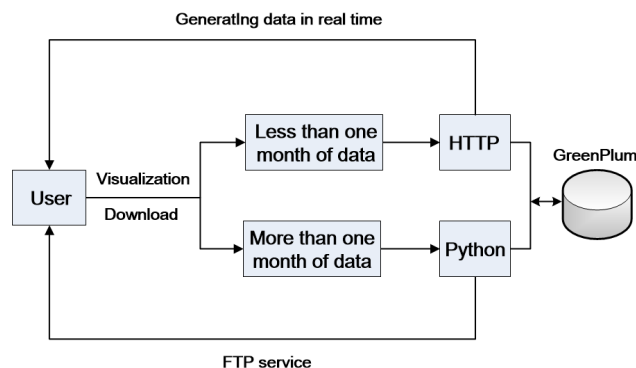 GeneratIng data in real time
Less than one
month of data
HTTP
GreenPlum
User
Visualization
Download
More than one
month of data
Python
FTP service